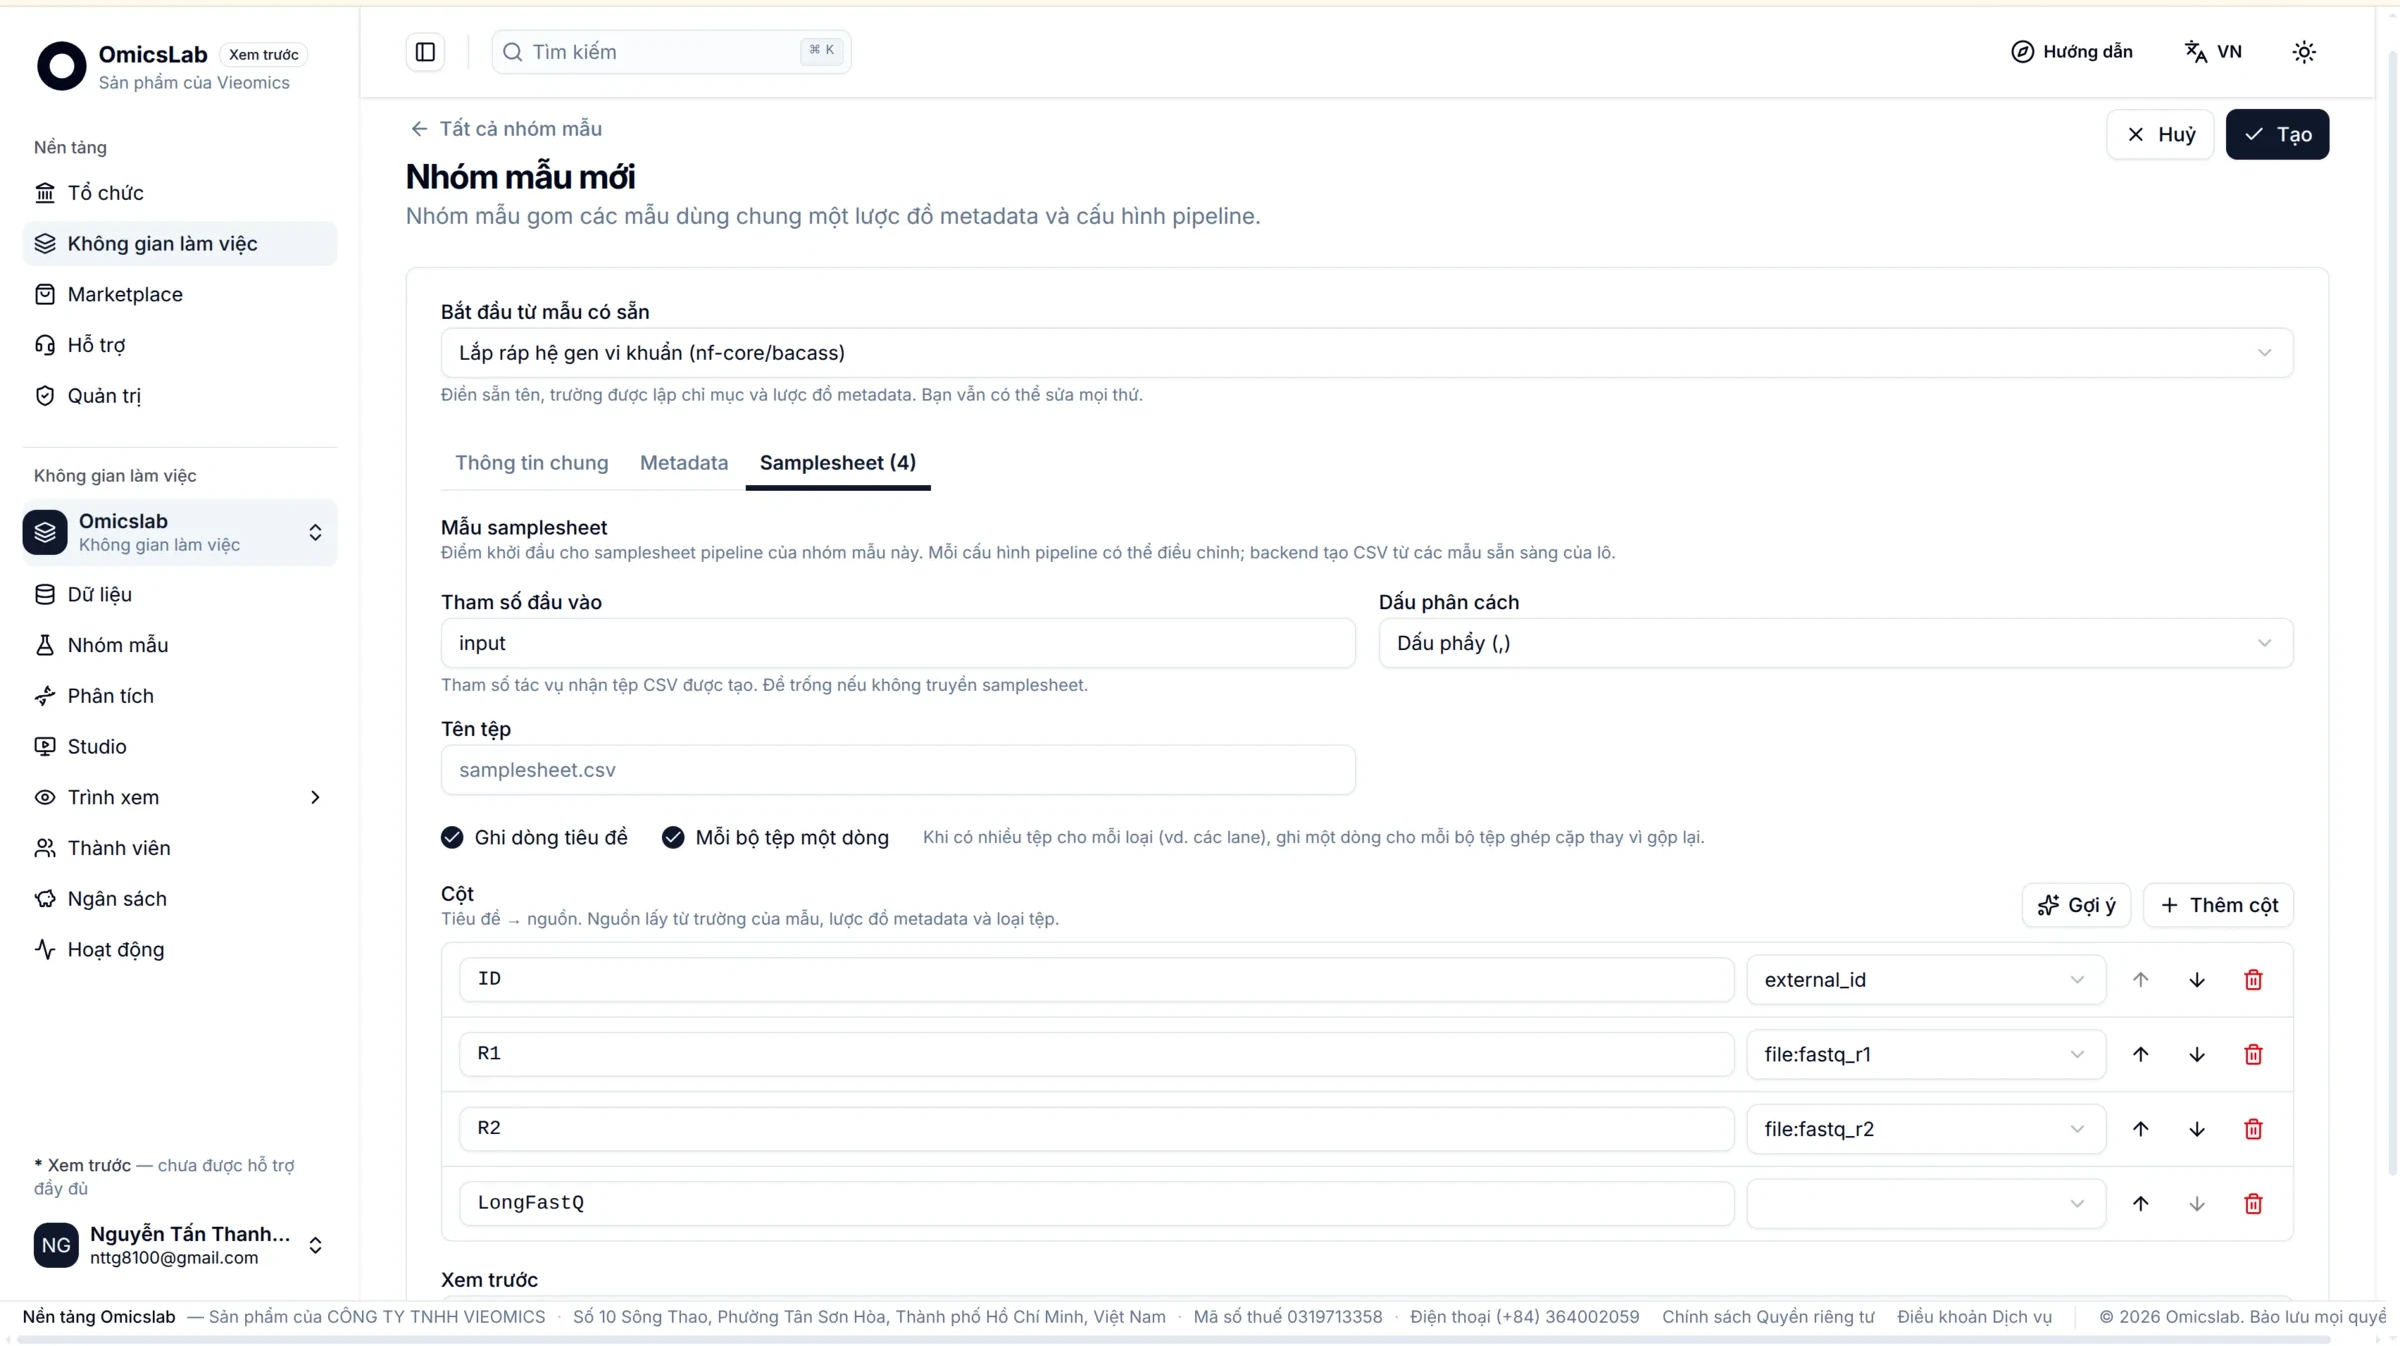 OmicsLab Xem trước
Sản phẩm của Vieomics
Tìm kiếm ⌘ K
Hướng dẫn
VN
Nền tảng
Tổ chức
Không gian làm việc
Marketplace
Hỗ trợ
Quản trị
Không gian làm việc
Omicslab
Không gian làm việc
Dữ liệu
Nhóm mẫu
Phân tích
Studio
Trình xem
Thành viên
Ngân sách
Hoạt động
* Xem trước — chưa được hỗ trợ
đầy đủ
NG
Nguyễn Tấn Thanh...
nttg8100@gmail.com
← Tất cả nhóm mẫu
Huỷ
Tạo
Nhóm mẫu mới
Nhóm mẫu gom các mẫu dùng chung một lược đồ metadata và cấu hình pipeline.
Bắt đầu từ mẫu có sẵn
Lắp ráp hệ gen vi khuẩn (nf-core/bacass)
Điền sẵn tên, trường được lập chỉ mục và lược đồ metadata. Bạn vẫn có thể sửa mọi thứ.
Thông tin chung Metadata Samplesheet (4)
Mẫu samplesheet
Điểm khởi đầu cho samplesheet pipeline của nhóm mẫu này. Mỗi cấu hình pipeline có thể điều chỉnh; backend tạo CSV từ các mẫu sẵn sàng của lô.
Tham số đầu vào
Dấu phân cách
input
Dấu phẩy (,)
Tham số tác vụ nhận tệp CSV được tạo. Để trống nếu không truyền samplesheet.
Tên tệp
samplesheet.csv
Ghi dòng tiêu đề
Mỗi bộ tệp một dòng
Khi có nhiều tệp cho mỗi loại (vd. các lane), ghi một dòng cho mỗi bộ tệp ghép cặp thay vì gộp lại.
Cột
Tiêu đề → nguồn. Nguồn lấy từ trường của mẫu, lược đồ metadata và loại tệp.
Gợi ý
+ Thêm cột
ID external_id
R1 file:fastq_r1
R2 file:fastq_r2
LongFastQ
Xem trước
Nền tảng Omicslab — Sản phẩm của CÔNG TY TNHH VIEOMICS · Số 10 Sông Thao, Phường Tân Sơn Hòa, Thành phố Hồ Chí Minh, Việt Nam · Mã số thuế 0319713358 · Điện thoại (+84) 364002059 Chính sách Quyền riêng tư Điều khoản Dịch vụ © 2026 Omicslab. Bảo lưu mọi quyề